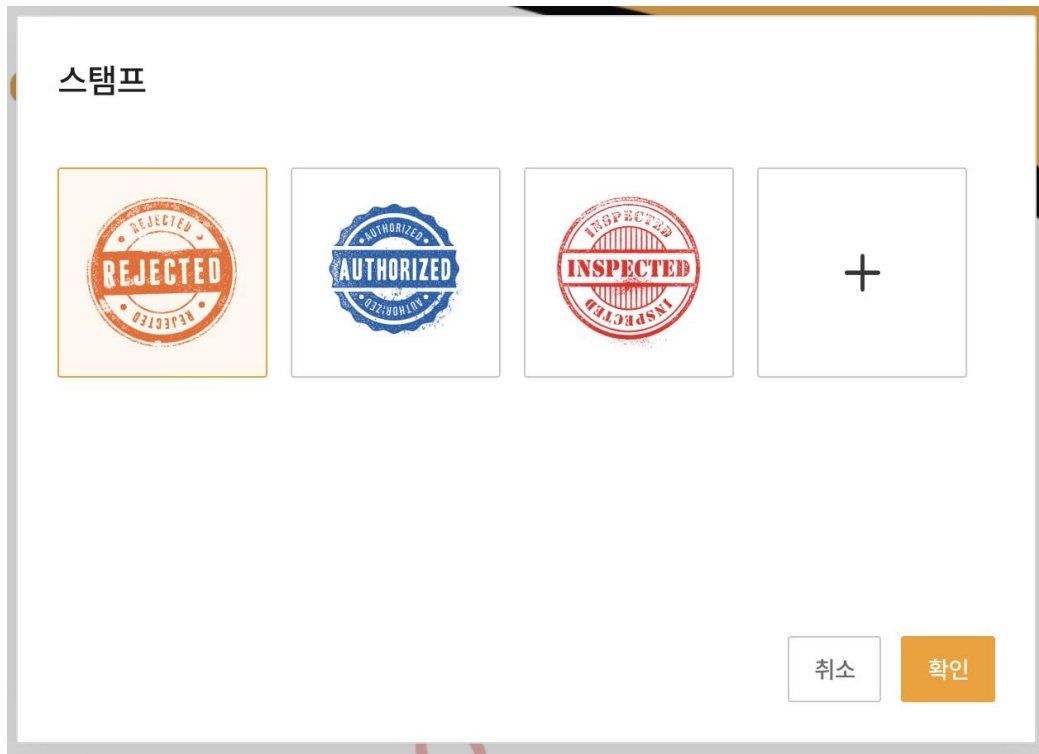 스탬프
REJECTED
REJECTED
REJECTED
AUTHORIZED
AUTHORIZED
AUTHORIZED
INSPECTED
INSPECTED
INSPECTED
취소
확인